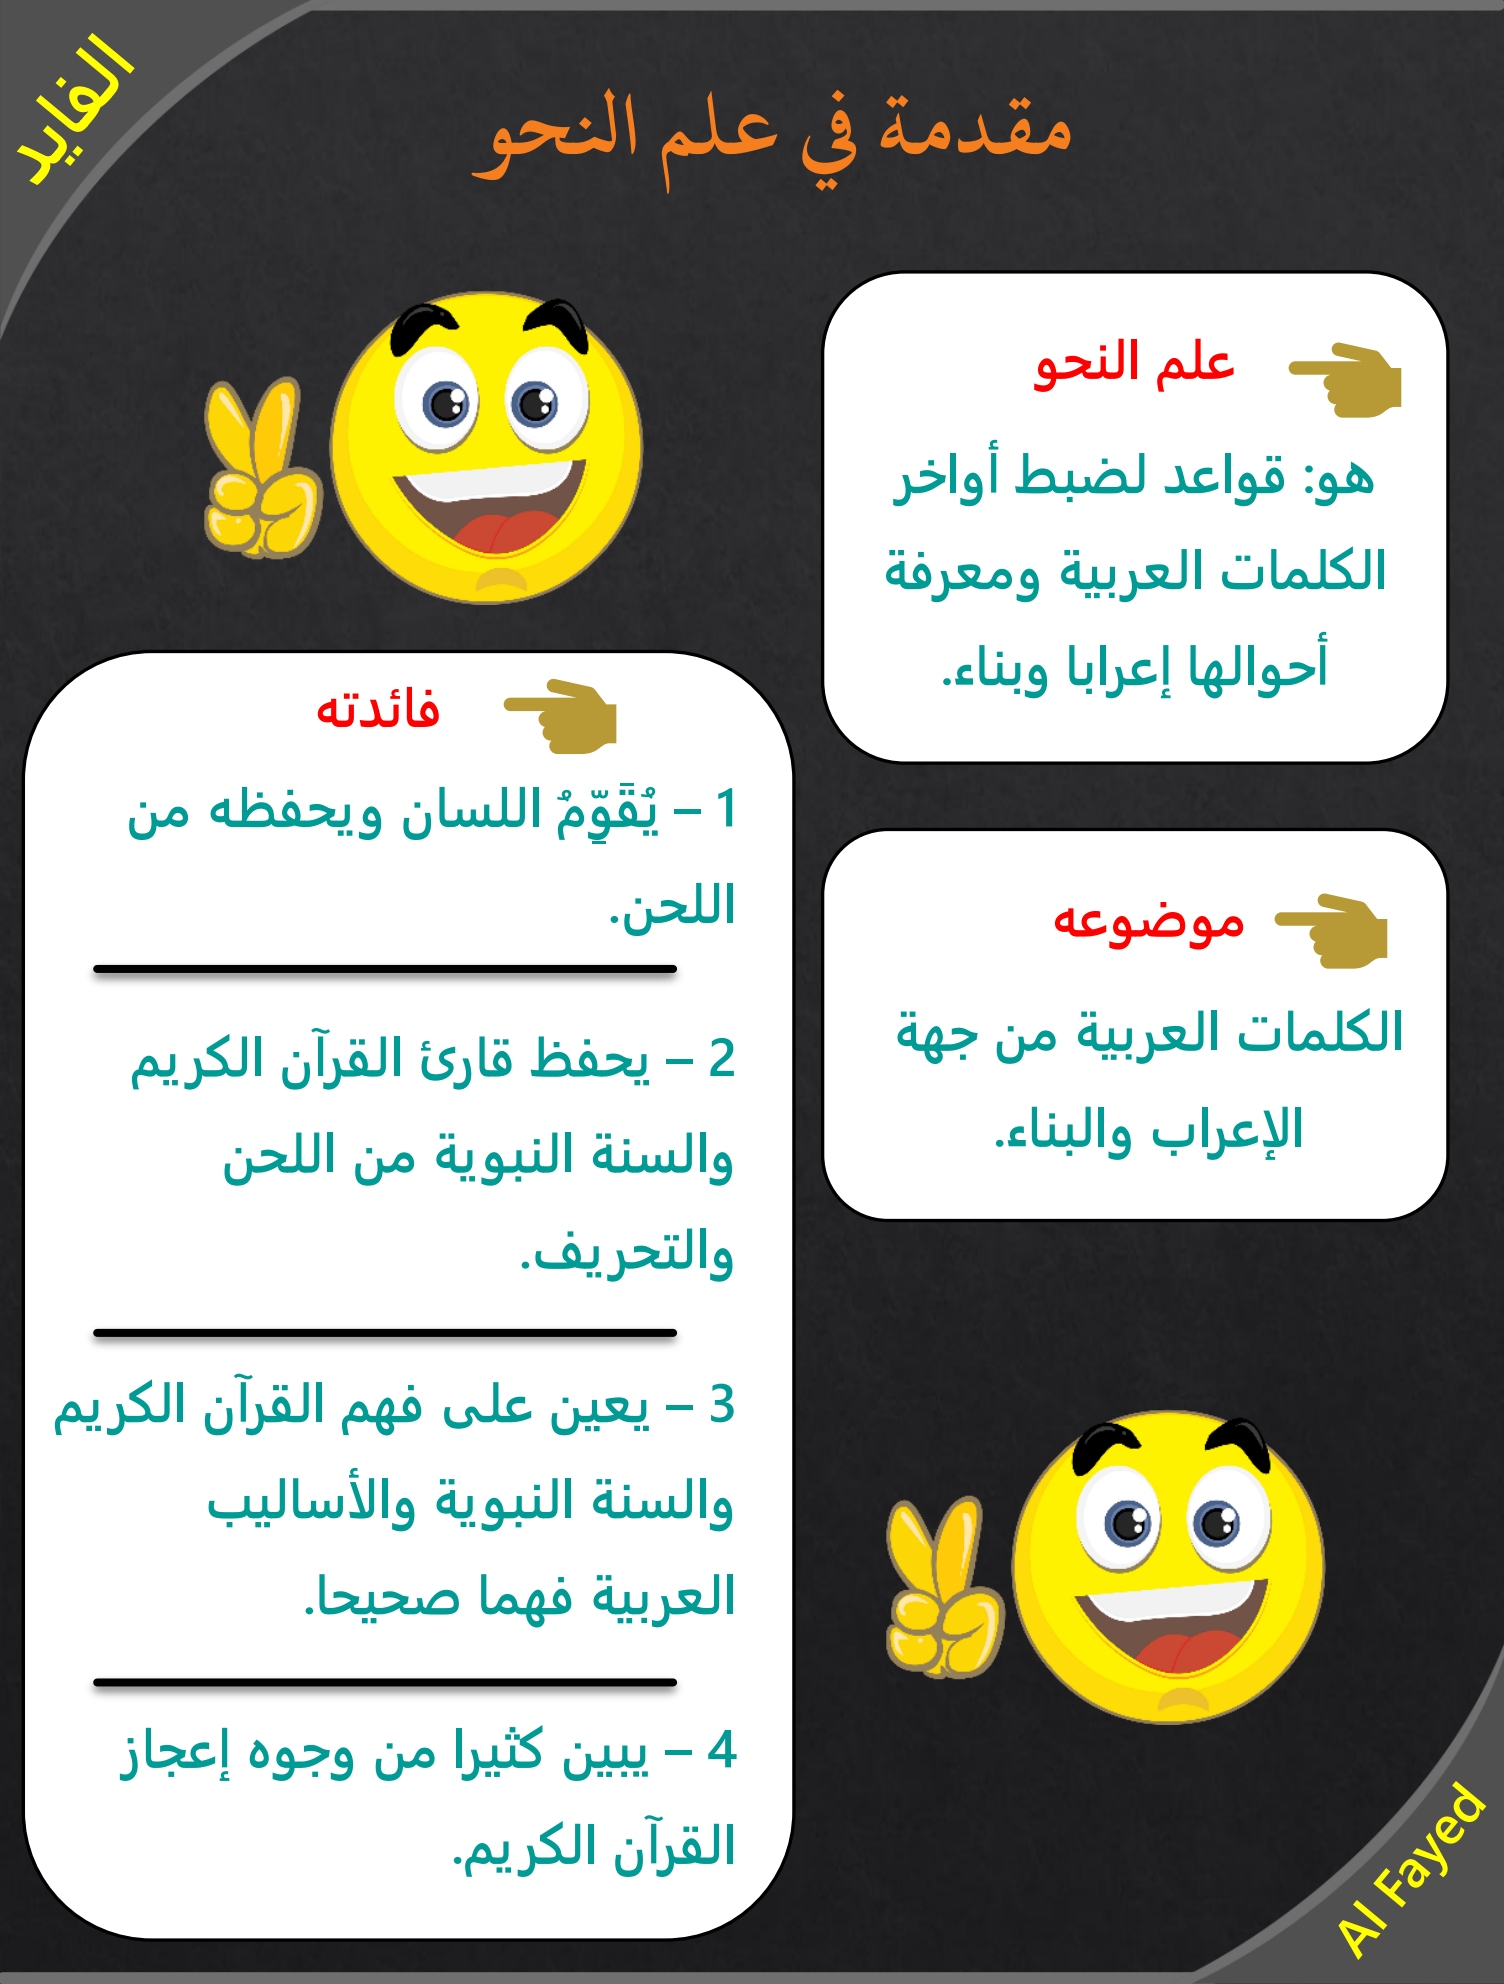 الفايد
مقدمة في علم النحو
علم النحو
هو: قواعد لضبط أواخر
الكلمات العربية ومعرفة
أحوالها إعرابا وبناء.
موضوعه
الكلمات العربية من جهة
الإعراب والبناء.
فائدته
1 – يُقَوِّمُ اللسان ويحفظه من
اللحن.
2 – يحفظ قارئ القرآن الكريم
والسنة النبوية من اللحن
والتحريف.
3 – يعين على فهم القرآن الكريم
والسنة النبوية والأساليب
العربية فهما صحيحا.
4 – يبين كثيرا من وجوه إعجاز
القرآن الكريم.
Al Fayed